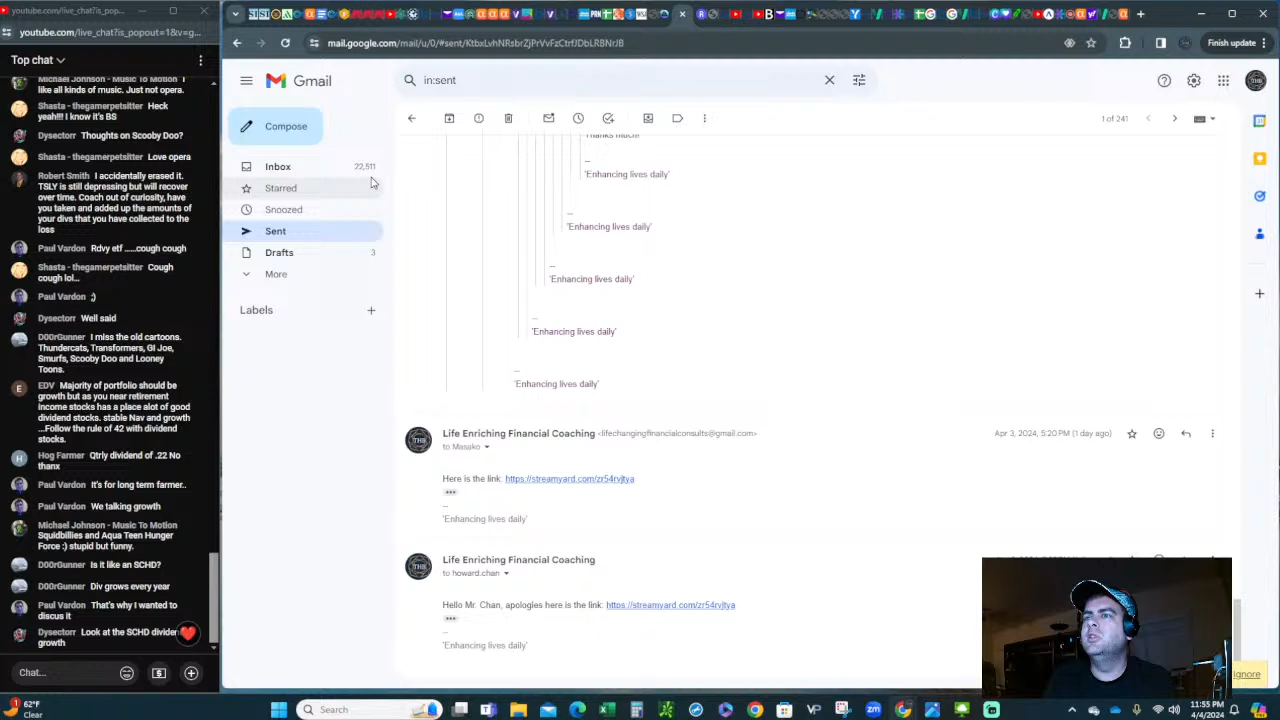 youtube.com/live_chat?is_popout=1&v=g...
Finish update
youtube.com/live_chat?is_popout=1&v=g...
mail.google.com/mail/u/0/#sent/KtbxLvhNRsbrZjPrVvFzCtrfJDbLRBNrJB
Top chat
Michael Johnson - Music To Motion I
like all kinds of music. Just not opera.
Shasta - thegamerpetsitter Heck
yeah!!! I know it's BS
Dysectorr Thoughts on Scooby Doo?
Shasta - thegamerpetsitter Love opera
Robert Smith I accidentally erased it.
TSLY is still depressing but will recover
over time. Coach out of curiosity, have
you taken and added up the amounts of
your divs that you have collected to the
loss
Paul Vardon Rdvy etf ......cough cough
Shasta - thegamerpetsitter Cough
cough lol...
Paul Vardon ;)
Dysectorr Well said
D00rGunner I miss the old cartoons.
Thundercats, Transformers, GI Joe,
Smurfs, Scooby Doo and Looney
Toons.
EDV Majority of portfolio should be
growth but as you near retirement
income stocks has a place alot of good
dividend stocks. stable Nav and growth
...Follow the rule of 42 with dividend
stocks.
Hog Farmer Qtrly dividend of .22 No
thanx
Paul Vardon It's for long term farmer..
Paul Vardon We talking growth
Michael Johnson - Music To Motion
Squidbillies and Aqua Teen Hunger
Force ;) stupid but funny.
D00rGunner Is it like an SCHD?
D00rGunner Div grows every year
Paul Vardon That's why I wanted to
discuss it
Dysectorr Look at the SCHD dividen
growth
Chat...
Gmail
in:sent
Compose
Inbox 22,511
Starred
Snoozed
Sent
Drafts 3
More
Labels
1 of 241
Thanks much!
--
'Enhancing lives daily'
--
'Enhancing lives daily'
--
'Enhancing lives daily'
--
'Enhancing lives daily'
--
'Enhancing lives daily'
Life Enriching Financial Coaching <lifechangingfinancialconsults@gmail.com> Apr 3, 2024, 5:20 PM (1 day ago)
to Masako
Here is the link: https://streamyard.com/zr54rvjtya
--
'Enhancing lives daily'
Life Enriching Financial Coaching
to howard.chan
Hello Mr. Chan, apologies here is the link: https://streamyard.com/zr54rvjtya
--
'Enhancing lives daily'
Ignore
1
62°F
Clear
Search
11:55 PM
4/4/2024